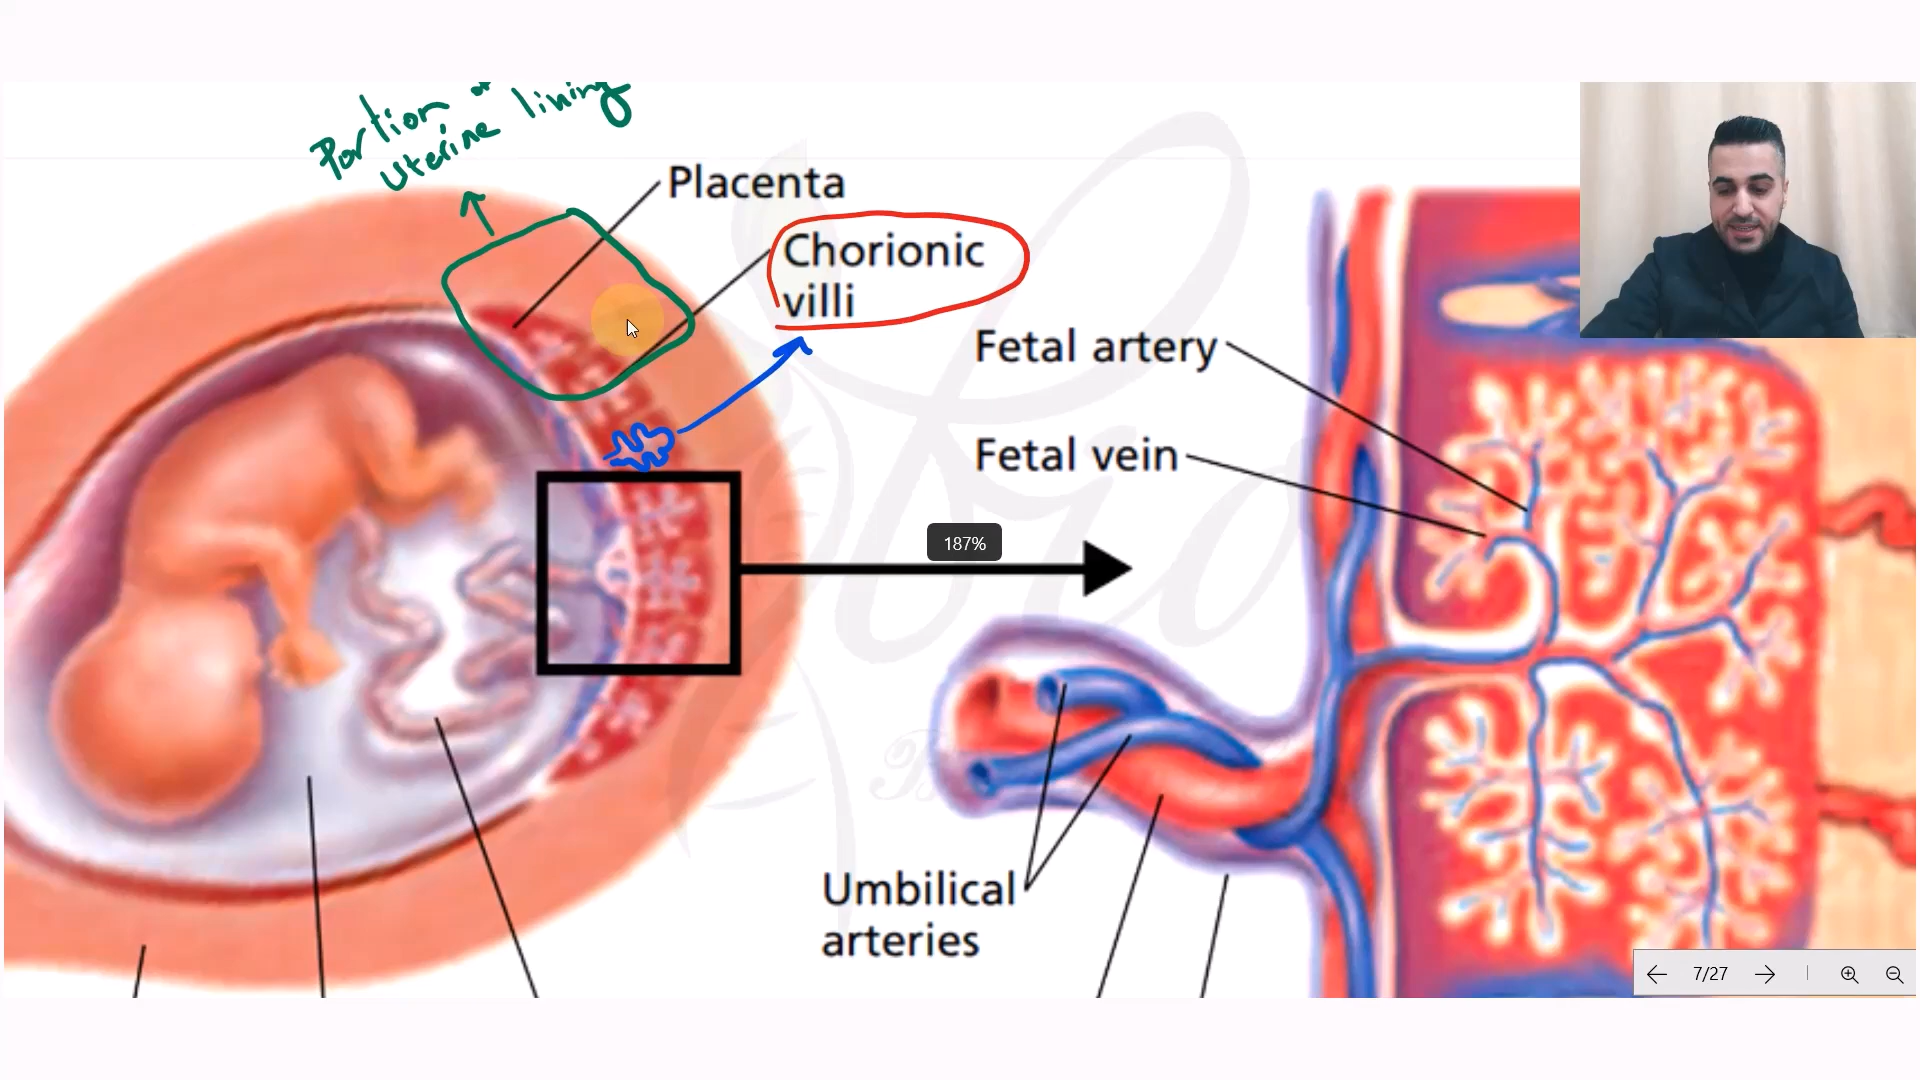 Portion of
uterine lining
Placenta
Chorionic
villi
Fetal artery
Fetal vein
187%
Umbilical
arteries
7/27